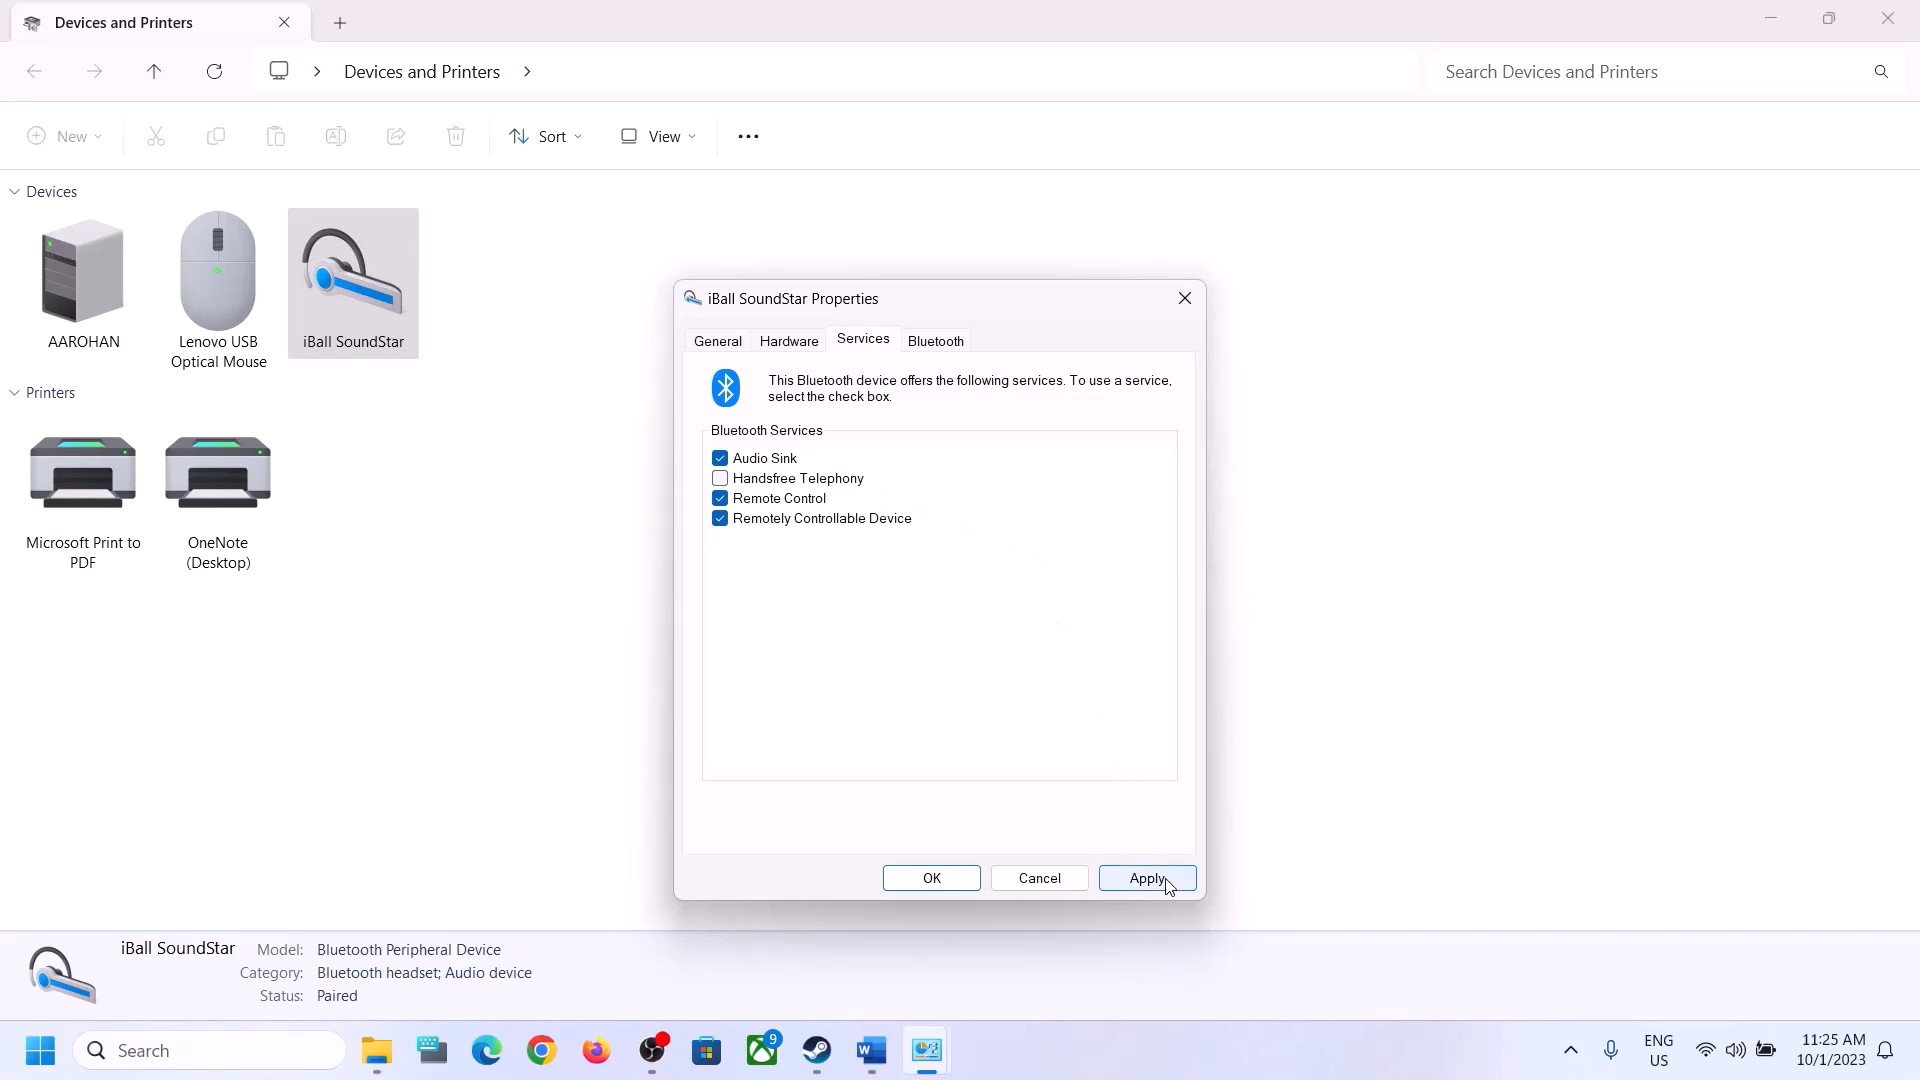 Devices and Printers
Devices and Printers
Search Devices and Printers
New
Sort
View
Devices
AAROHAN
Lenovo USB
Optical Mouse
iBall SoundStar
Printers
Microsoft Print to
PDF
OneNote
(Desktop)
iBall SoundStar Properties
General
Hardware
Services
Bluetooth
This Bluetooth device offers the following services. To use a service,
select the check box.
Bluetooth Services
Audio Sink
Handsfree Telephony
Remote Control
Remotely Controllable Device
OK
Cancel
Apply
iBall SoundStar
Model: Bluetooth Peripheral Device
Category: Bluetooth headset; Audio device
Status: Paired
Search
9
ENG
US
11:25 AM
10/1/2023